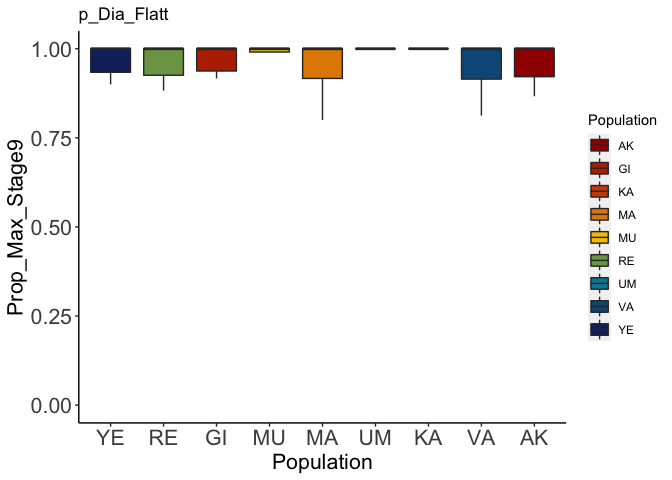 p_Dia_Flatt
Prop_Max_Stage9
1.00
0.75
0.50
0.25
0.00
YE RE GI MU MA UM KA VA AK
Population
Population
AK
GI
KA
MA
MU
RE
UM
VA
YE